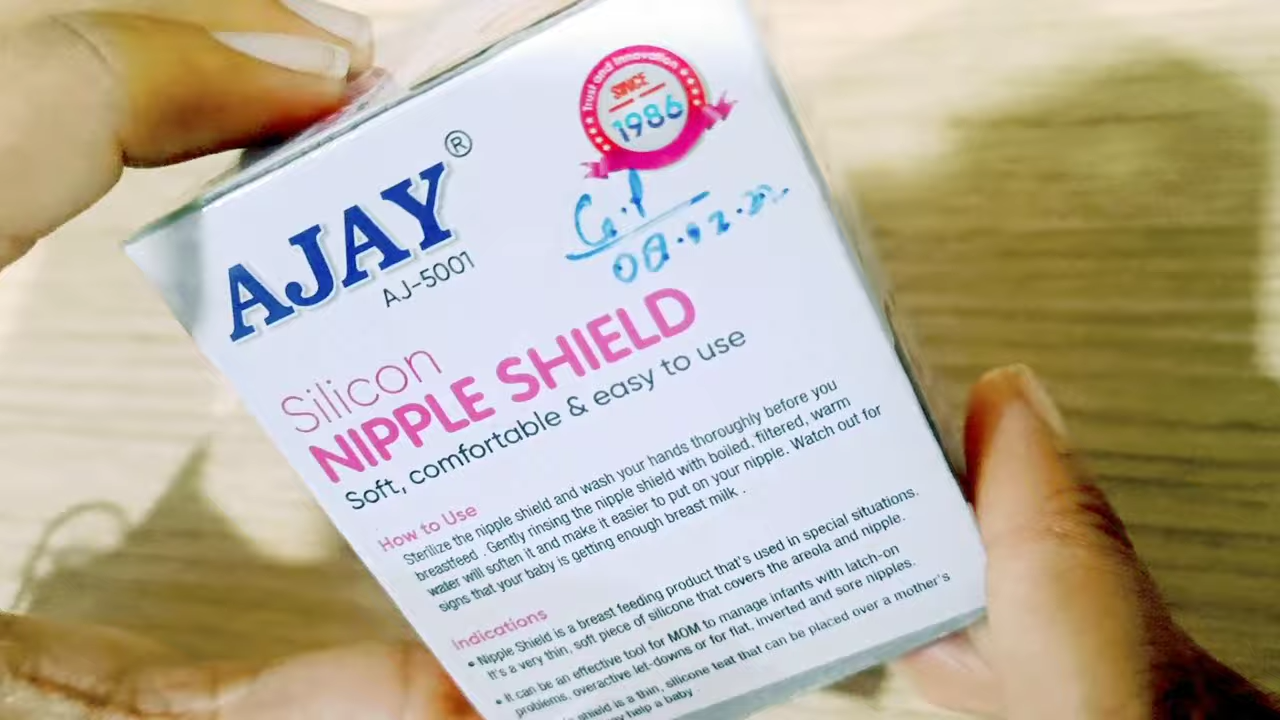 Trust and Innovation
SINCE
1986
AJAY®
AJ-5001
Silicon
NIPPLE SHIELD
Soft, comfortable & easy to use
How to Use
Sterilize the nipple shield and wash your hands thoroughly before you
breastfeed . Gently rinsing the nipple shield with boiled, filtered, warm
water will soften it and make it easier to put on your nipple. Watch out for
signs that your baby is getting enough breast milk .
Indications
• Nipple Shield is a breast feeding product that's used in special situations.
It's a very thin, soft piece of silicone that covers the areola and nipple.
• It can be an effective tool for MOM to manage infants with latch-on
problems, overactive let-downs or for flat, inverted and sore nipples.
shield is a thin, silicone teat that can be placed over a mother's
help a baby